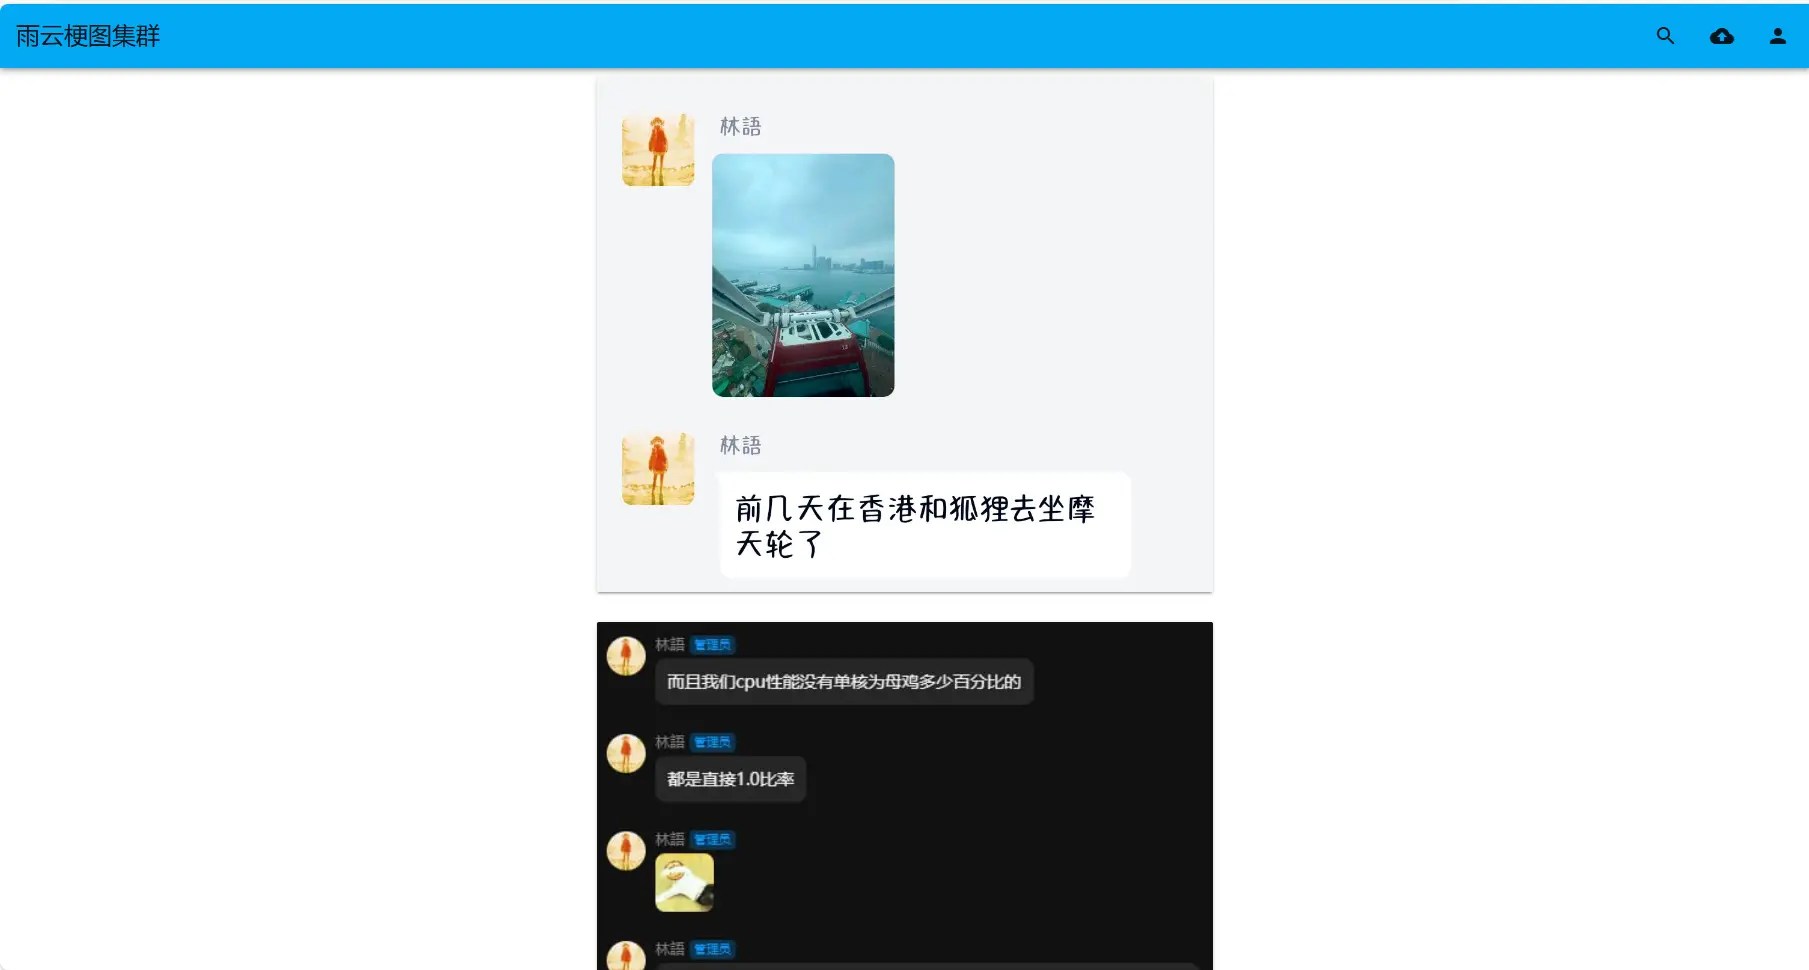 雨云梗图集群
林語
林語
前几天在香港和狐狸去坐摩
天轮了
林語 管理员
而且我们cpu性能没有单核为母鸡多少百分比的
林語 管理员
都是直接1.0比率
林語 管理员
林語 管理员